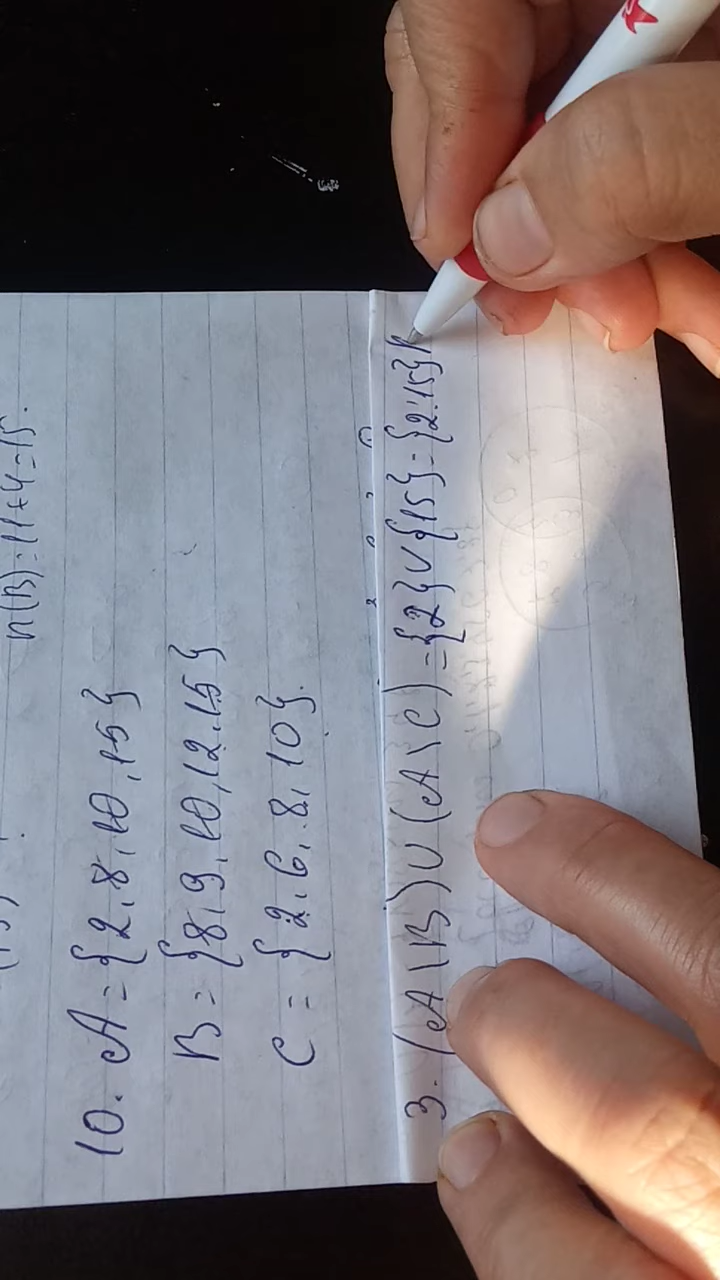 n(B)=11+4=15.
10. A={2,8,10,15}
B={8,9,10,12.15}
C={2.6.8,10}.
3. (A\B)∪(A\C)={2}∪{15}={2.15}